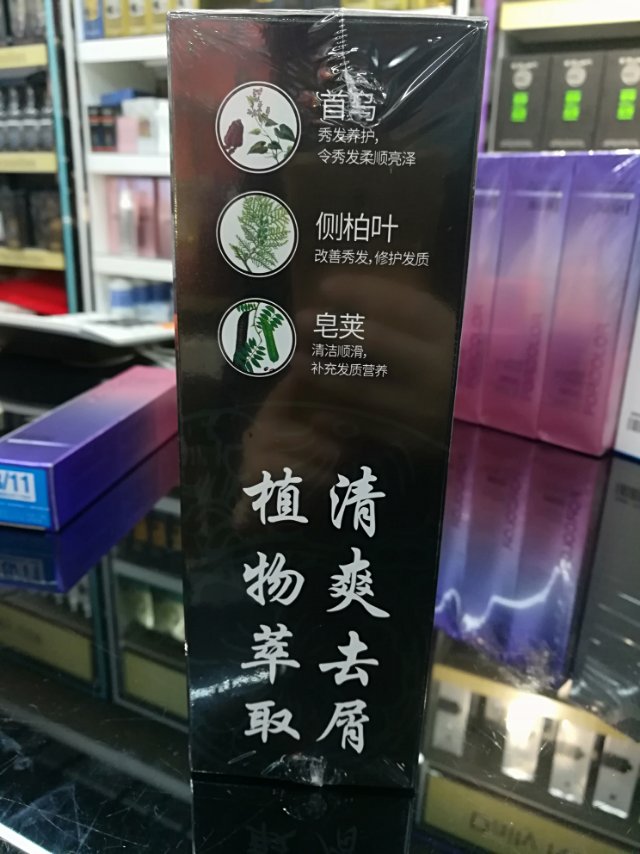 首乌
秀发养护,
令秀发柔顺亮泽
侧柏叶
改善秀发,修护发质
皂荚
清洁顺滑,
补充发质营养
清爽去屑
植物萃取
/11